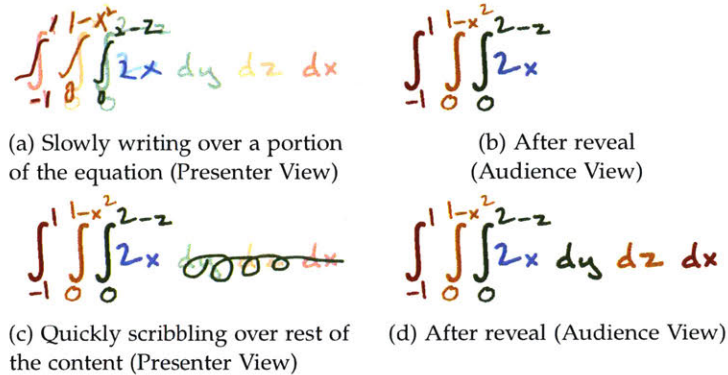 ∫ -1 1 ∫ 0 1-x² ∫ 0 2-z 2x dy dz dx
∫ -1 1 ∫ 0 1-x² ∫ 0 2-z 2x
(a) Slowly writing over a portion
of the equation (Presenter View)
(b) After reveal
(Audience View)
∫ -1 1 ∫ 0 1-x² ∫ 0 2-z 2x dy dz dx
∫ -1 1 ∫ 0 1-x² ∫ 0 2-z 2x dy dz dx
(c) Quickly scribbling over rest of
the content (Presenter View)
(d) After reveal (Audience View)